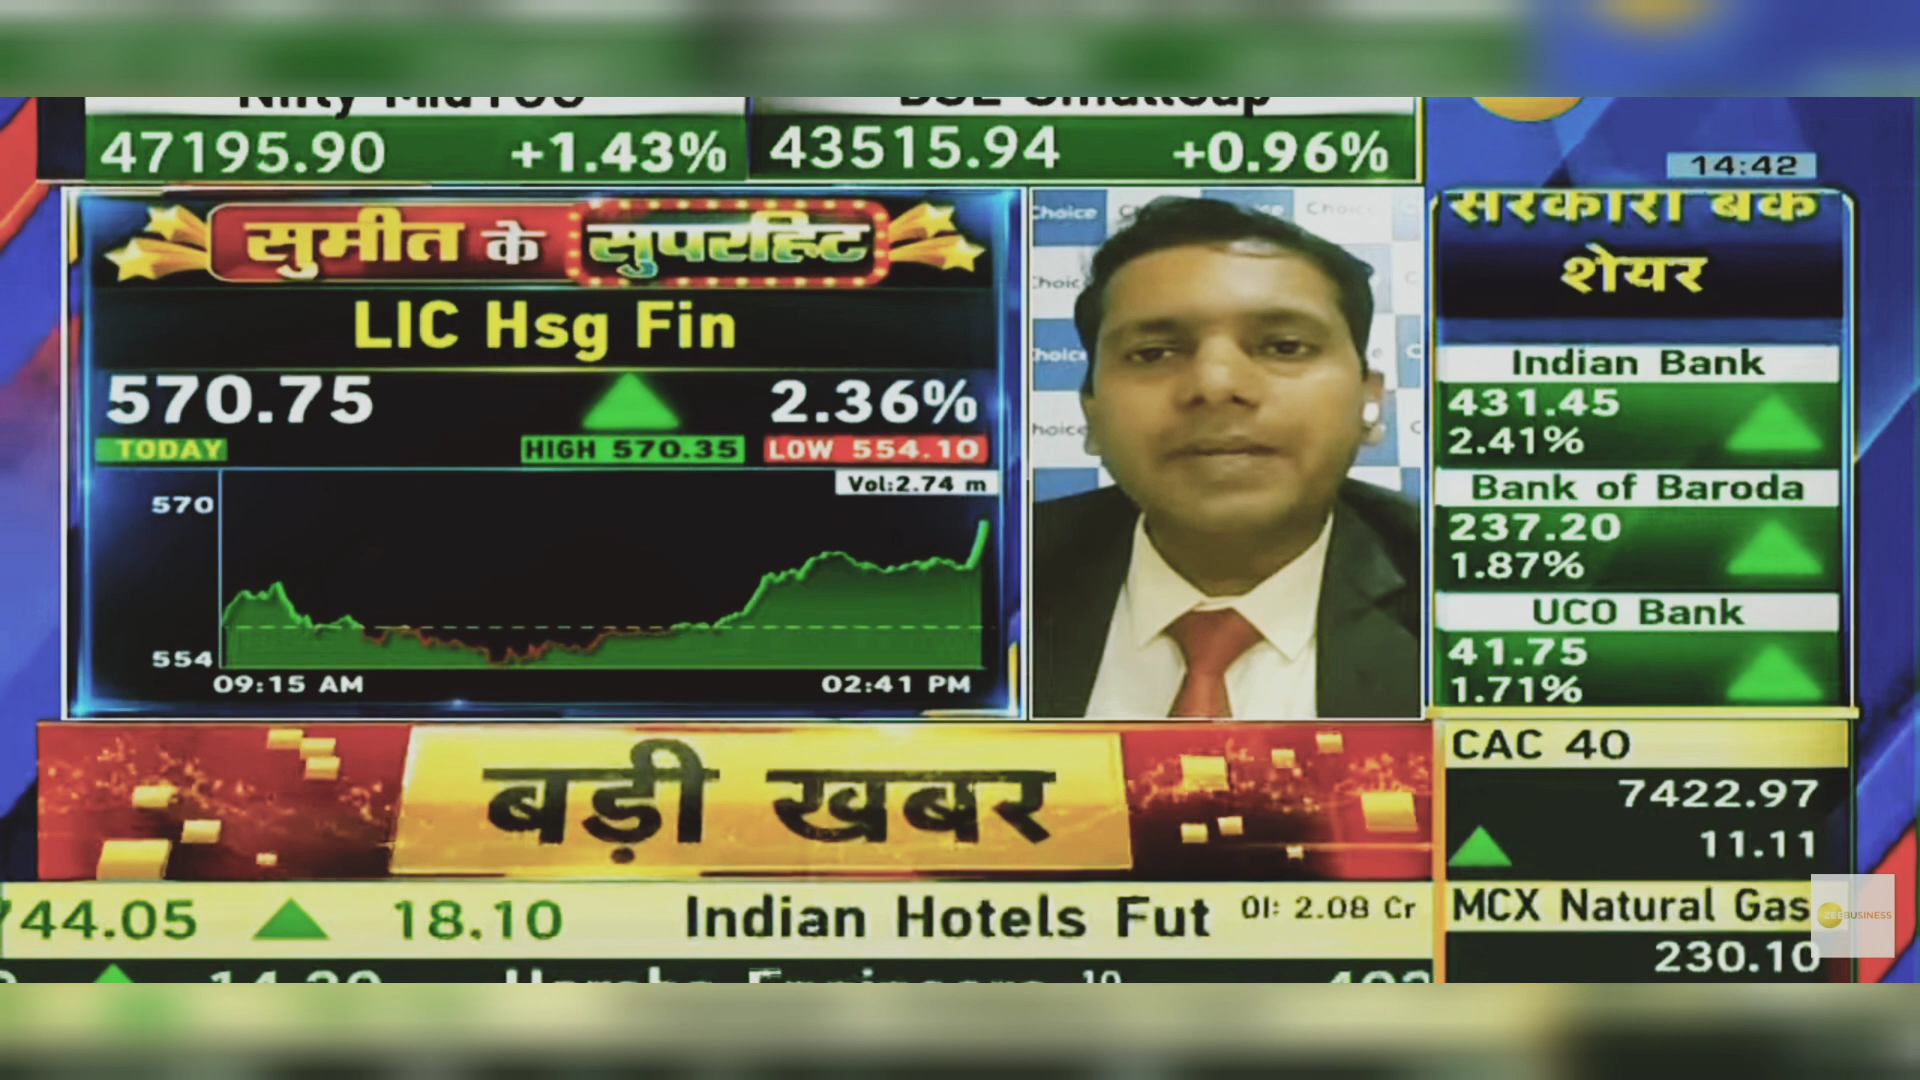 47195.90 +1.43%
43515.94 +0.96%
14:42
सुमीत के सुपरहिट
LIC Hsg Fin
570.75 2.36%
TODAY HIGH 570.35 LOW 554.10
Vol:2.74 m
570
554
09:15 AM 02:41 PM
Choice
सरकारी बैंक
शेयर
Indian Bank
431.45
2.41%
Bank of Baroda
237.20
1.87%
UCO Bank
41.75
1.71%
बड़ी खबर
CAC 40
7422.97
11.11
MCX Natural Gas
230.10
44.05 18.10 Indian Hotels Fut OI: 2.08 Cr
ZEEBUSINESS